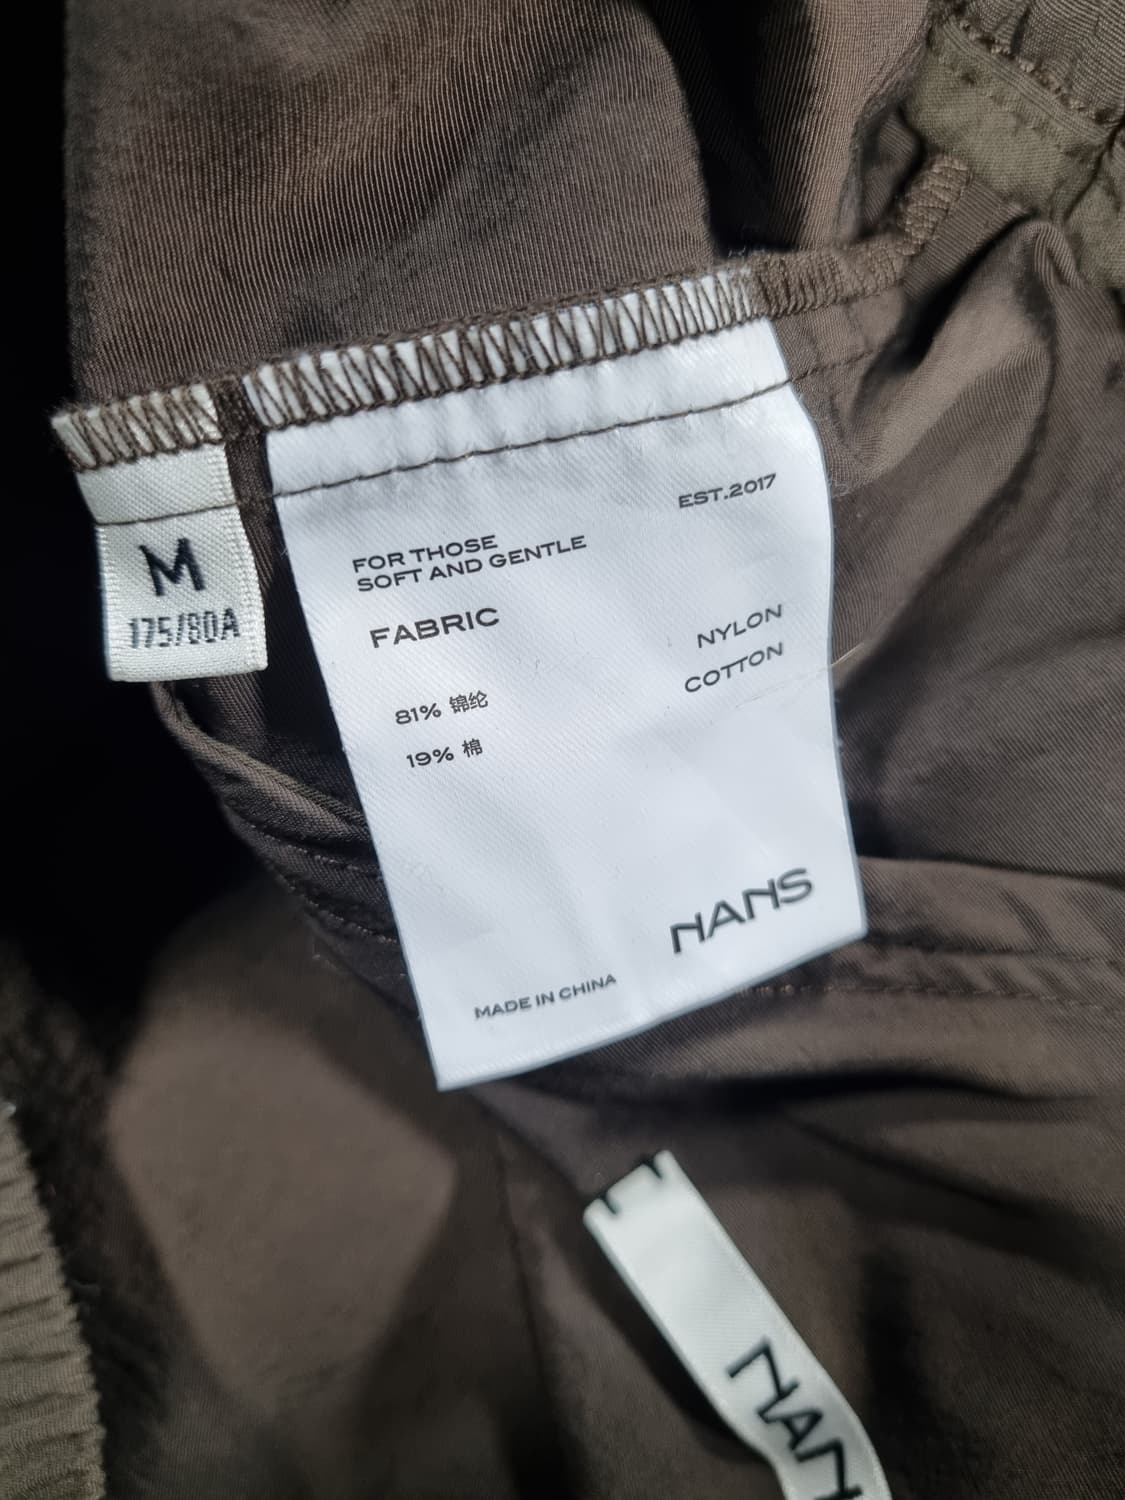 M
175/80A
EST.2017
FOR THOSE
SOFT AND GENTLE
FABRIC
NYLON
COTTON
81% 锦纶
19% 棉
NANS
MADE IN CHINA
NAN